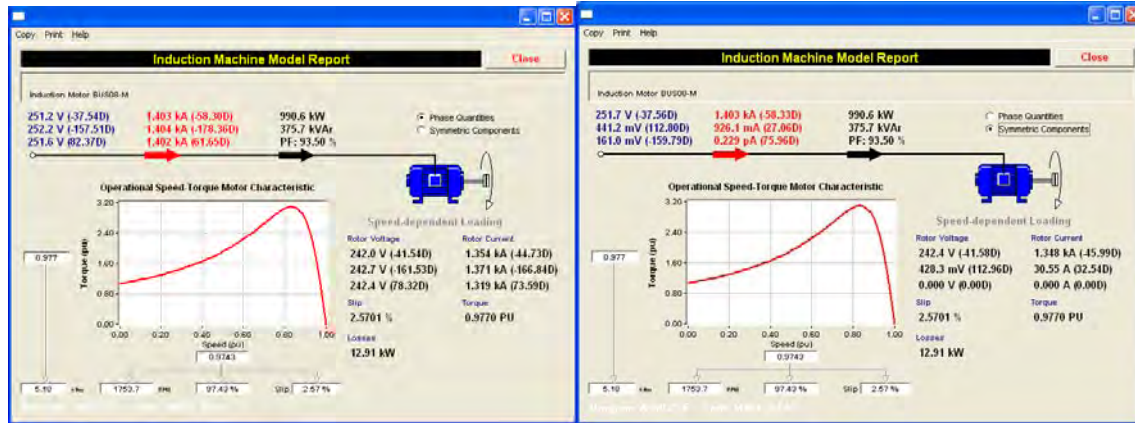 Copy Print Help
Induction Machine Model Report
Close
Induction Motor BUS08-M
251.2 V (-37.54D) 1.403 kA (-58.30D) 990.6 kW
252.2 V (-157.51D) 1.404 kA (-178.36D) 375.7 kVAr
251.6 V (82.37D) 1.402 kA (61.65D) PF: 93.50 %
Phase Quantities
Symmetric Components
Operational Speed-Torque Motor Characteristic
Torque (pu)
3.20
2.40
1.60
0.80
0.00
0.00 0.20 0.40 0.60 0.80 1.00
Speed (pu)
0.977
0.9743
Speed-dependent Loading
Rotor Voltage Rotor Current
242.0 V (-41.54D) 1.354 kA (-44.73D)
242.7 V (-161.53D) 1.371 kA (-166.84D)
242.4 V (78.32D) 1.319 kA (73.59D)
Slip Torque
2.5701 % 0.9770 PU
Losses
12.91 kW
5.10 1753.7 RPM 97.43 % Slip 2.57 %
Copy Print Help
Induction Machine Model Report
Close
Induction Motor BUS08-M
251.7 V (-37.56D) 1.403 kA (-58.33D) 990.6 kW
441.2 mV (112.80D) 926.1 mA (27.06D) 375.7 kVAr
161.0 mV (-159.79D) 0.229 pA (75.96D) PF: 93.50 %
Phase Quantities
Symmetric Components
Operational Speed-Torque Motor Characteristic
Torque (pu)
3.20
2.40
1.60
0.80
0.00
0.00 0.20 0.40 0.60 0.80 1.00
Speed (pu)
0.977
0.9743
Speed-dependent Loading
Rotor Voltage Rotor Current
242.4 V (-41.58D) 1.348 kA (-45.99D)
428.3 mV (112.96D) 30.55 A (32.54D)
0.000 V (0.00D) 0.000 A (0.00D)
Slip Torque
2.5701 % 0.9770 PU
Losses
12.91 kW
5.10 1753.7 RPM 97.43 % Slip 2.57 %